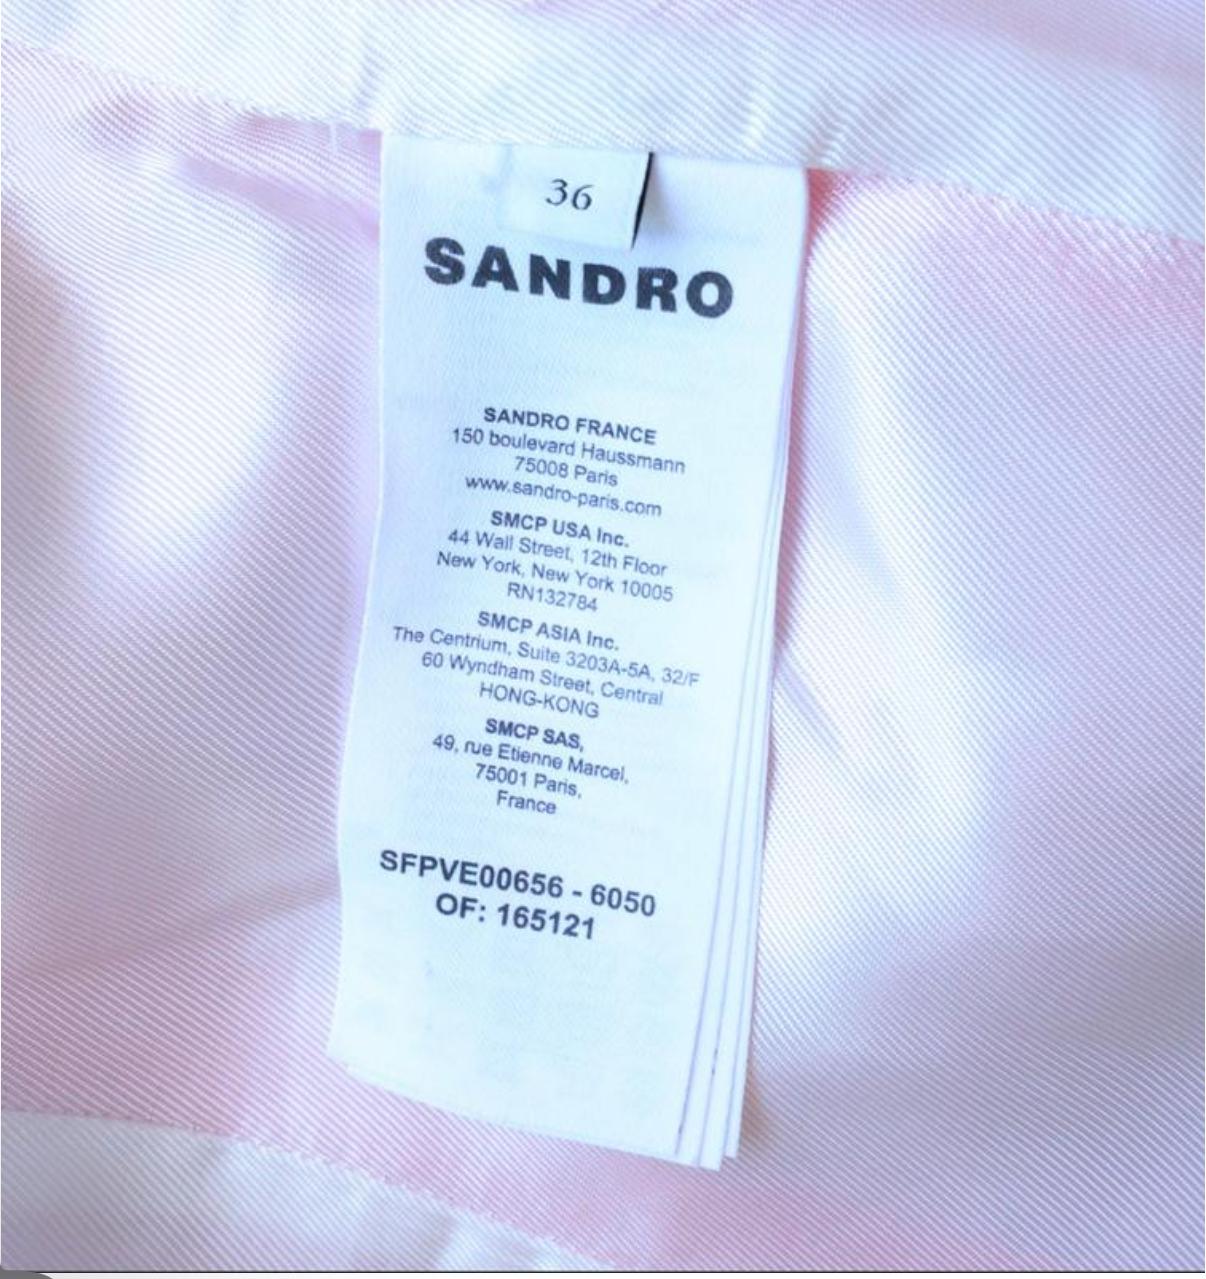 36
SANDRO
SANDRO FRANCE
150 boulevard Haussmann
75008 Paris
www.sandro-paris.com
SMCP USA Inc.
44 Wall Street, 12th Floor
New York, New York 10005
RN132784
SMCP ASIA Inc.
The Centrium, Suite 3203A-5A, 32/F
60 Wyndham Street, Central
HONG-KONG
SMCP SAS,
49, rue Etienne Marcel,
75001 Paris,
France
SFPVE00656 - 6050
OF: 165121